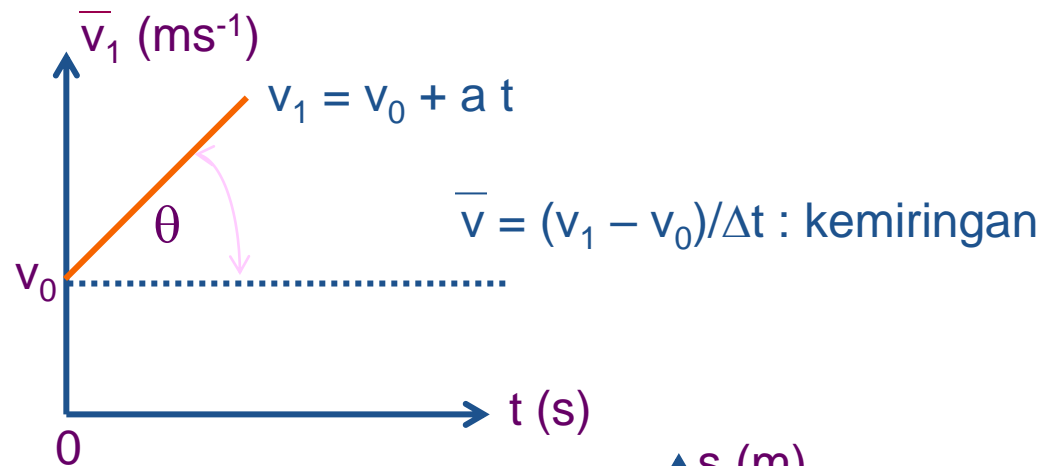 v̅₁ (ms⁻¹)
v₁ = v₀ + a t
θ
v̅ = (v₁ – v₀)/Δt : kemiringan
v₀
t (s)
0
s (m)